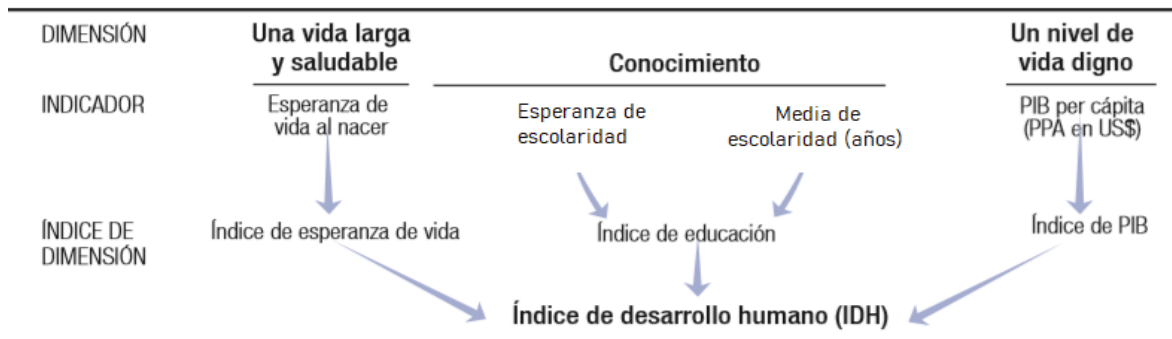 DIMENSIÓN
Una vida larga
y saludable
Conocimiento
Un nivel de
vida digno
INDICADOR
Esperanza de
vida al nacer
Esperanza de
escolaridad
Media de
escolaridad (años)
PIB per cápita
(PPA en US$)
ÍNDICE DE
DIMENSIÓN
Índice de esperanza de vida
Índice de educación
Índice de PIB
Índice de desarrollo humano (IDH)